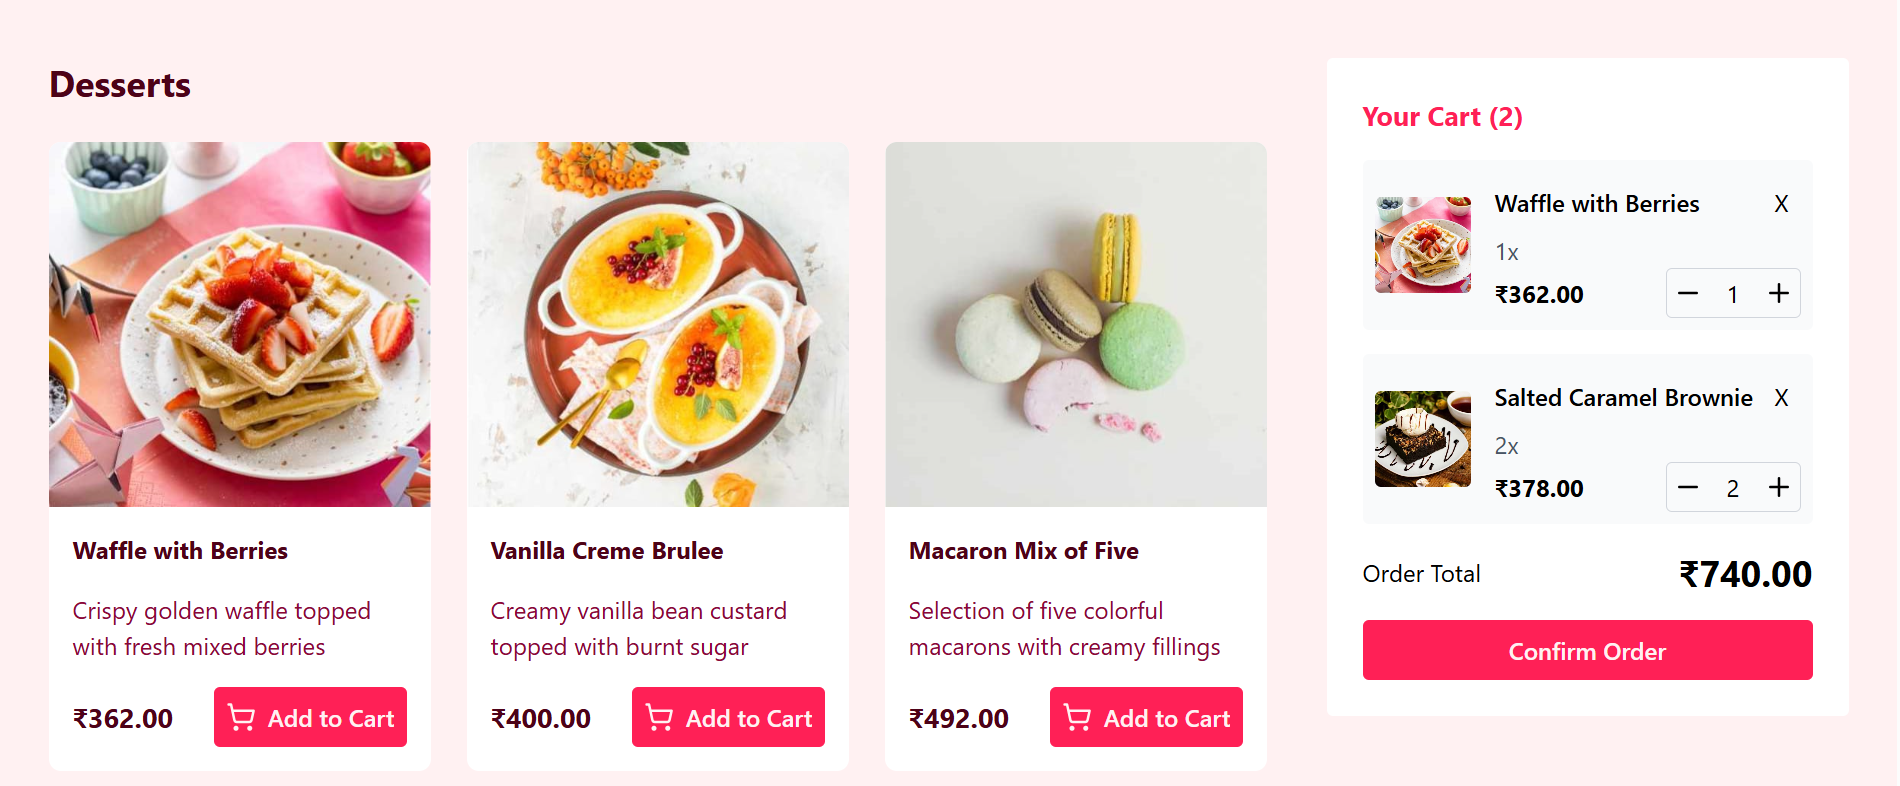 Desserts
Waffle with Berries
Crispy golden waffle topped
with fresh mixed berries
₹362.00
Add to Cart
Vanilla Creme Brulee
Creamy vanilla bean custard
topped with burnt sugar
₹400.00
Add to Cart
Macaron Mix of Five
Selection of five colorful
macarons with creamy fillings
₹492.00
Add to Cart
Your Cart (2)
Waffle with Berries X
1x
₹362.00 − 1 +
Salted Caramel Brownie X
2x
₹378.00 − 2 +
Order Total ₹740.00
Confirm Order